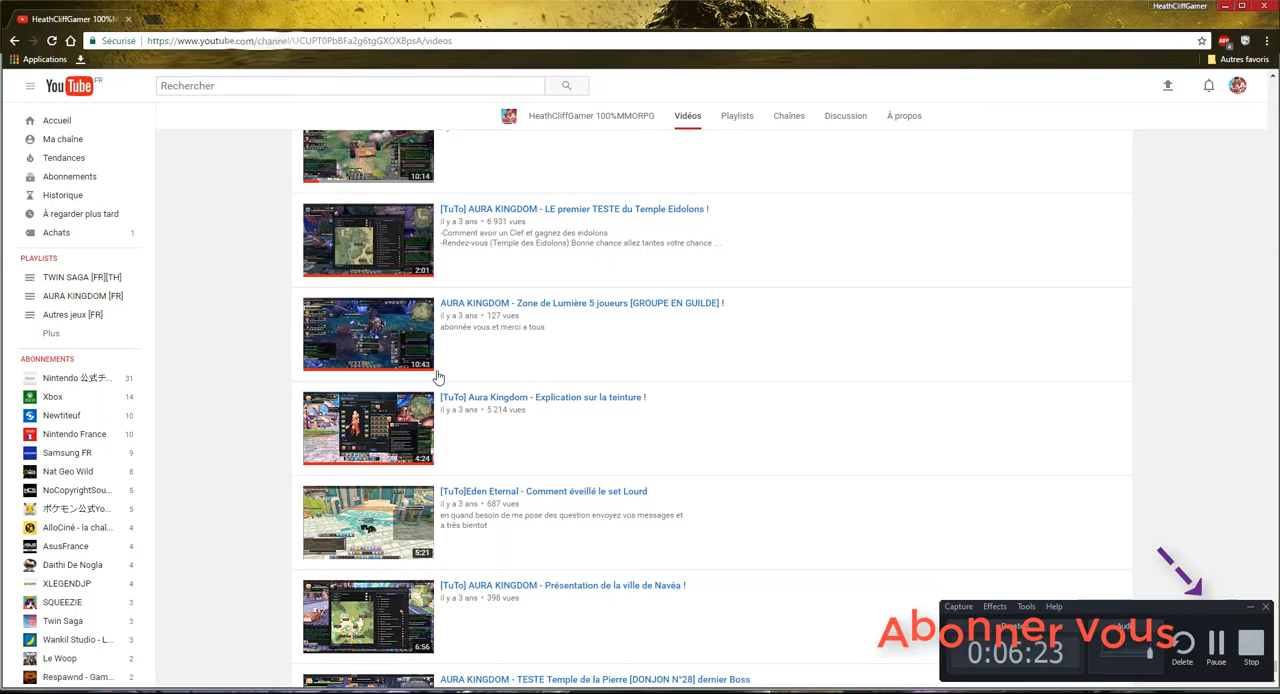 HeathCliffGamer 100%M
HeathCliffGamer
Sécurisé
https://www.youtube.com/channel/UCUPT0PbBFa2g6tgGXOXBpsA/videos
ABP
4
Applications
Autres favoris
YouTube FR
Rechercher
HeathCliffGamer 100%MMORPG
Vidéos
Playlists
Chaînes
Discussion
À propos
Accueil
Ma chaîne
Tendances
Abonnements
Historique
À regarder plus tard
Achats 1
PLAYLISTS
TWIN SAGA [FR][TH]
AURA KINGDOM [FR]
Autres jeux [FR]
Plus
ABONNEMENTS
Nintendo 公式チ... 31
Xbox 14
Newtiteuf 10
Nintendo France 10
Samsung FR 9
Nat Geo Wild 6
NoCopyrightSou... 5
ポケモン公式Yo... 5
AlloCiné - la chaî... 4
AsusFrance 4
Daithi De Nogla 4
XLEGENDJP 4
SQUEEZIE 3
Twin Saga 3
Wankil Studio - L... 3
Le Woop 2
Respawnd - Gam... 2
10:14
[TuTo] AURA KINGDOM - LE premier TESTE du Temple Eidolons !
il y a 3 ans • 6 931 vues
-Comment avoir un Clef et gagnez des eidolons
-Rendez-vous (Temple des Eidolons) Bonne chance allez tantes votre chance ...
2:01
AURA KINGDOM - Zone de Lumière 5 joueurs [GROUPE EN GUILDE] !
il y a 3 ans • 127 vues
abonnée vous et merci a tous
10:43
[TuTo] Aura Kingdom - Explication sur la teinture !
il y a 3 ans • 5 214 vues
4:24
[TuTo]Eden Eternal - Comment éveillé le set Lourd
il y a 3 ans • 687 vues
en quand besoin de me pose des question envoyez vos messages et
a trés bientot
5:21
[TuTo] AURA KINGDOM - Présentation de la ville de Navéa !
il y a 3 ans • 398 vues
6:56
AURA KINGDOM - TESTE Temple de la Pierre [DONJON N°28] dernier Boss
Capture Effects Tools Help
Abonner vous
0:06:23
Delete Pause Stop